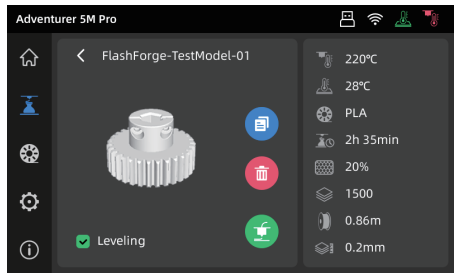 Adventurer 5M Pro
FlashForge-TestModel-01
Leveling
220℃
28℃
PLA
2h 35min
20%
1500
0.86m
0.2mm